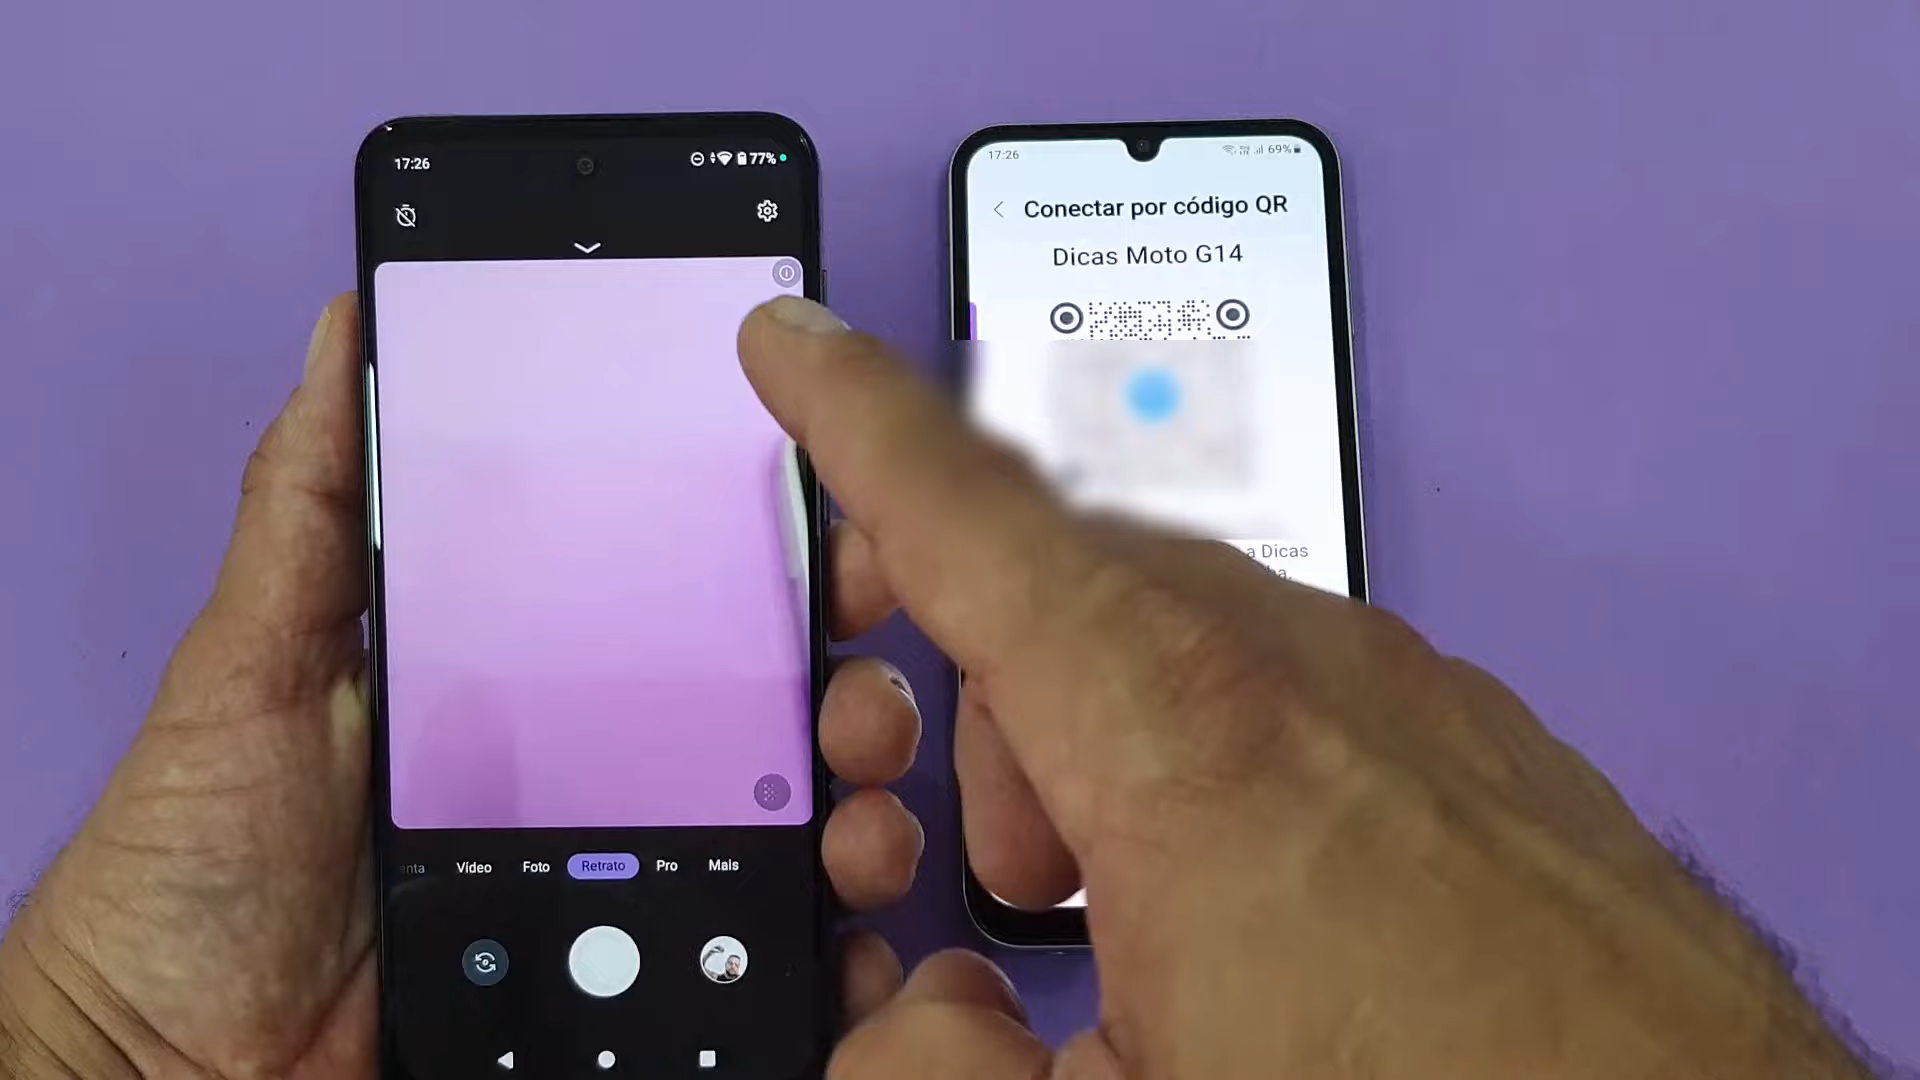 17:26
77%
enta
Vídeo
Foto
Retrato
Pro
Mais
17:26
69%
Conectar por código QR
Dicas Moto G14
a Dicas